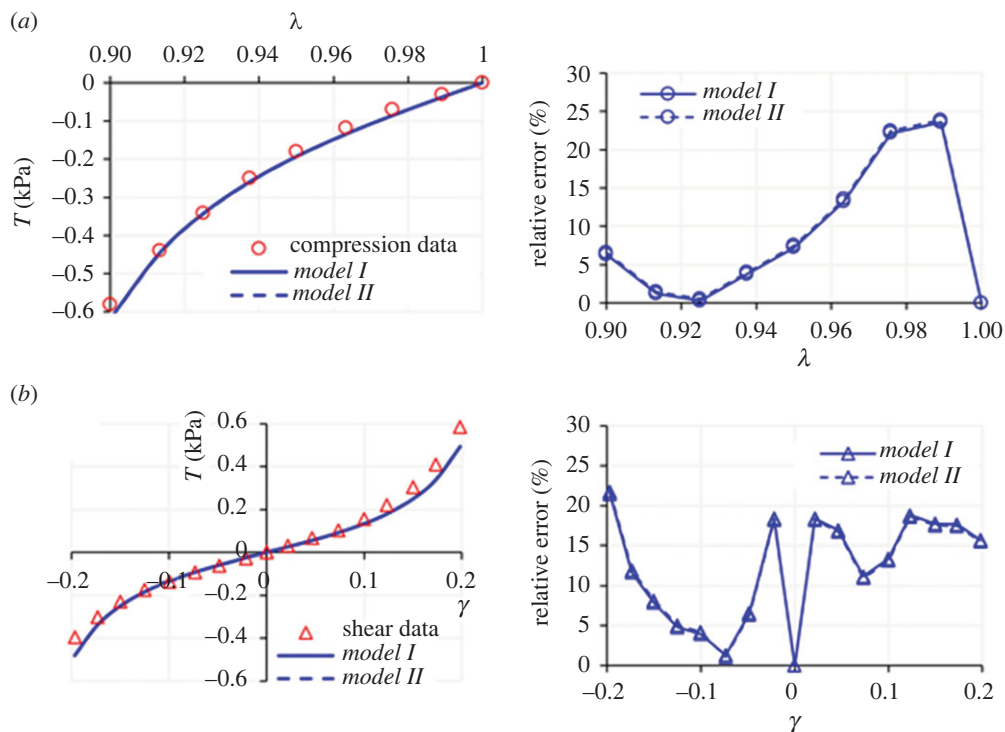 (a)
λ
0.90 0.92 0.94 0.96 0.98 1
0
–0.1
–0.2
–0.3
–0.4
–0.5
–0.6
T (kPa)
compression data
model I
model II
30
25
20
15
10
5
0
relative error (%)
model I
model II
0.90 0.92 0.94 0.96 0.98 1.00
λ
(b)
T (kPa)
0.6
0.4
0.2
0
–0.2
–0.4
–0.6
–0.2 –0.1 0 0.1 0.2
γ
shear data
model I
model II
30
25
20
15
10
5
0
relative error (%)
model I
model II
–0.2 –0.1 0 0.1 0.2
γ